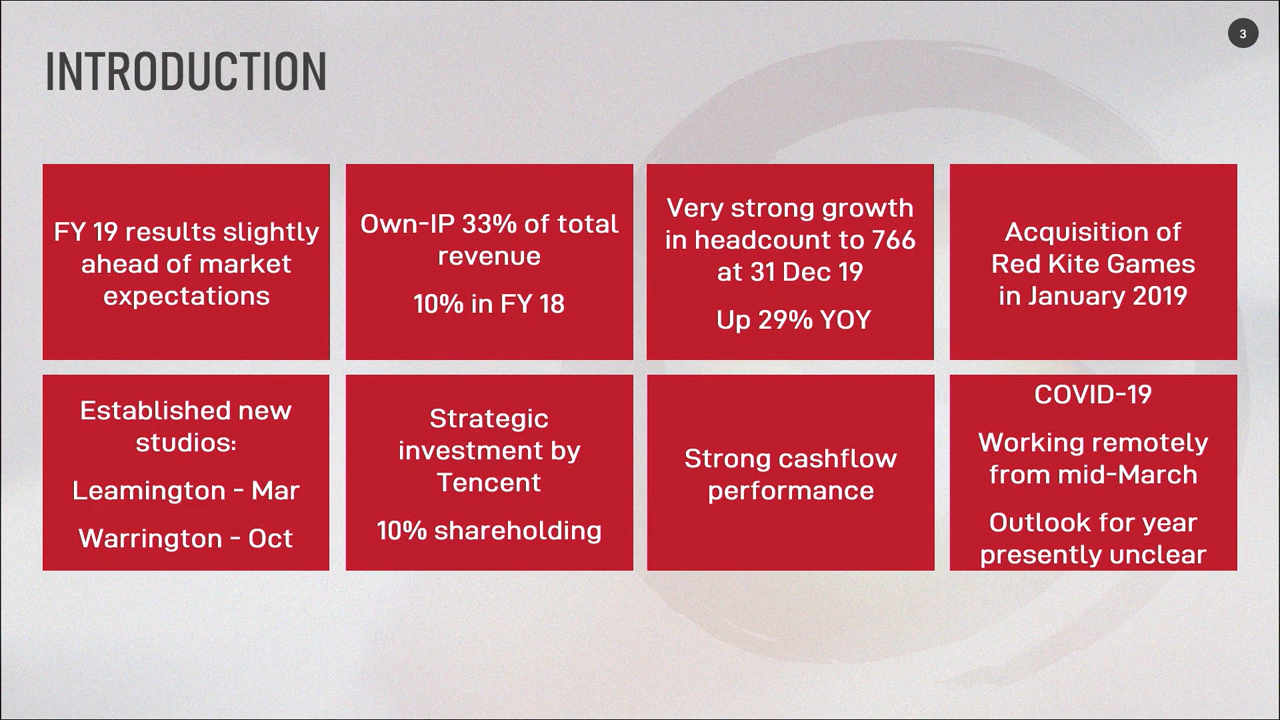 3
INTRODUCTION
FY 19 results slightly
ahead of market
expectations
Own-IP 33% of total
revenue
10% in FY 18
Very strong growth
in headcount to 766
at 31 Dec 19
Up 29% YOY
Acquisition of
Red Kite Games
in January 2019
Established new
studios:
Leamington - Mar
Warrington - Oct
Strategic
investment by
Tencent
10% shareholding
Strong cashflow
performance
COVID-19
Working remotely
from mid-March
Outlook for year
presently unclear